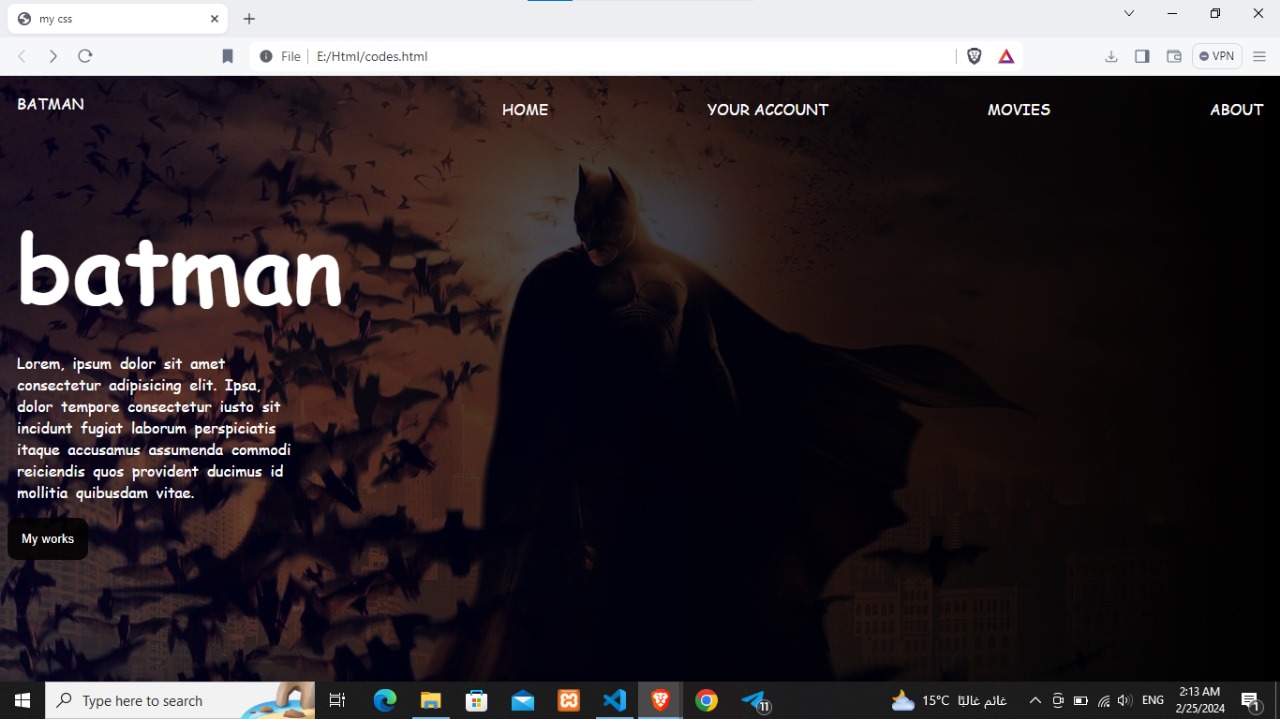 my css
File
E:/Html/codes.html
VPN
BATMAN
HOME
YOUR ACCOUNT
MOVIES
ABOUT
batman
Lorem, ipsum dolor sit amet
consectetur adipisicing elit. Ipsa,
dolor tempore consectetur iusto sit
incidunt fugiat laborum perspiciatis
itaque accusamus assumenda commodi
reiciendis quos provident ducimus id
mollitia quibusdam vitae.
My works
Type here to search
11
15°C
غائم غالبًا
ENG
2:13 AM
2/25/2024
1